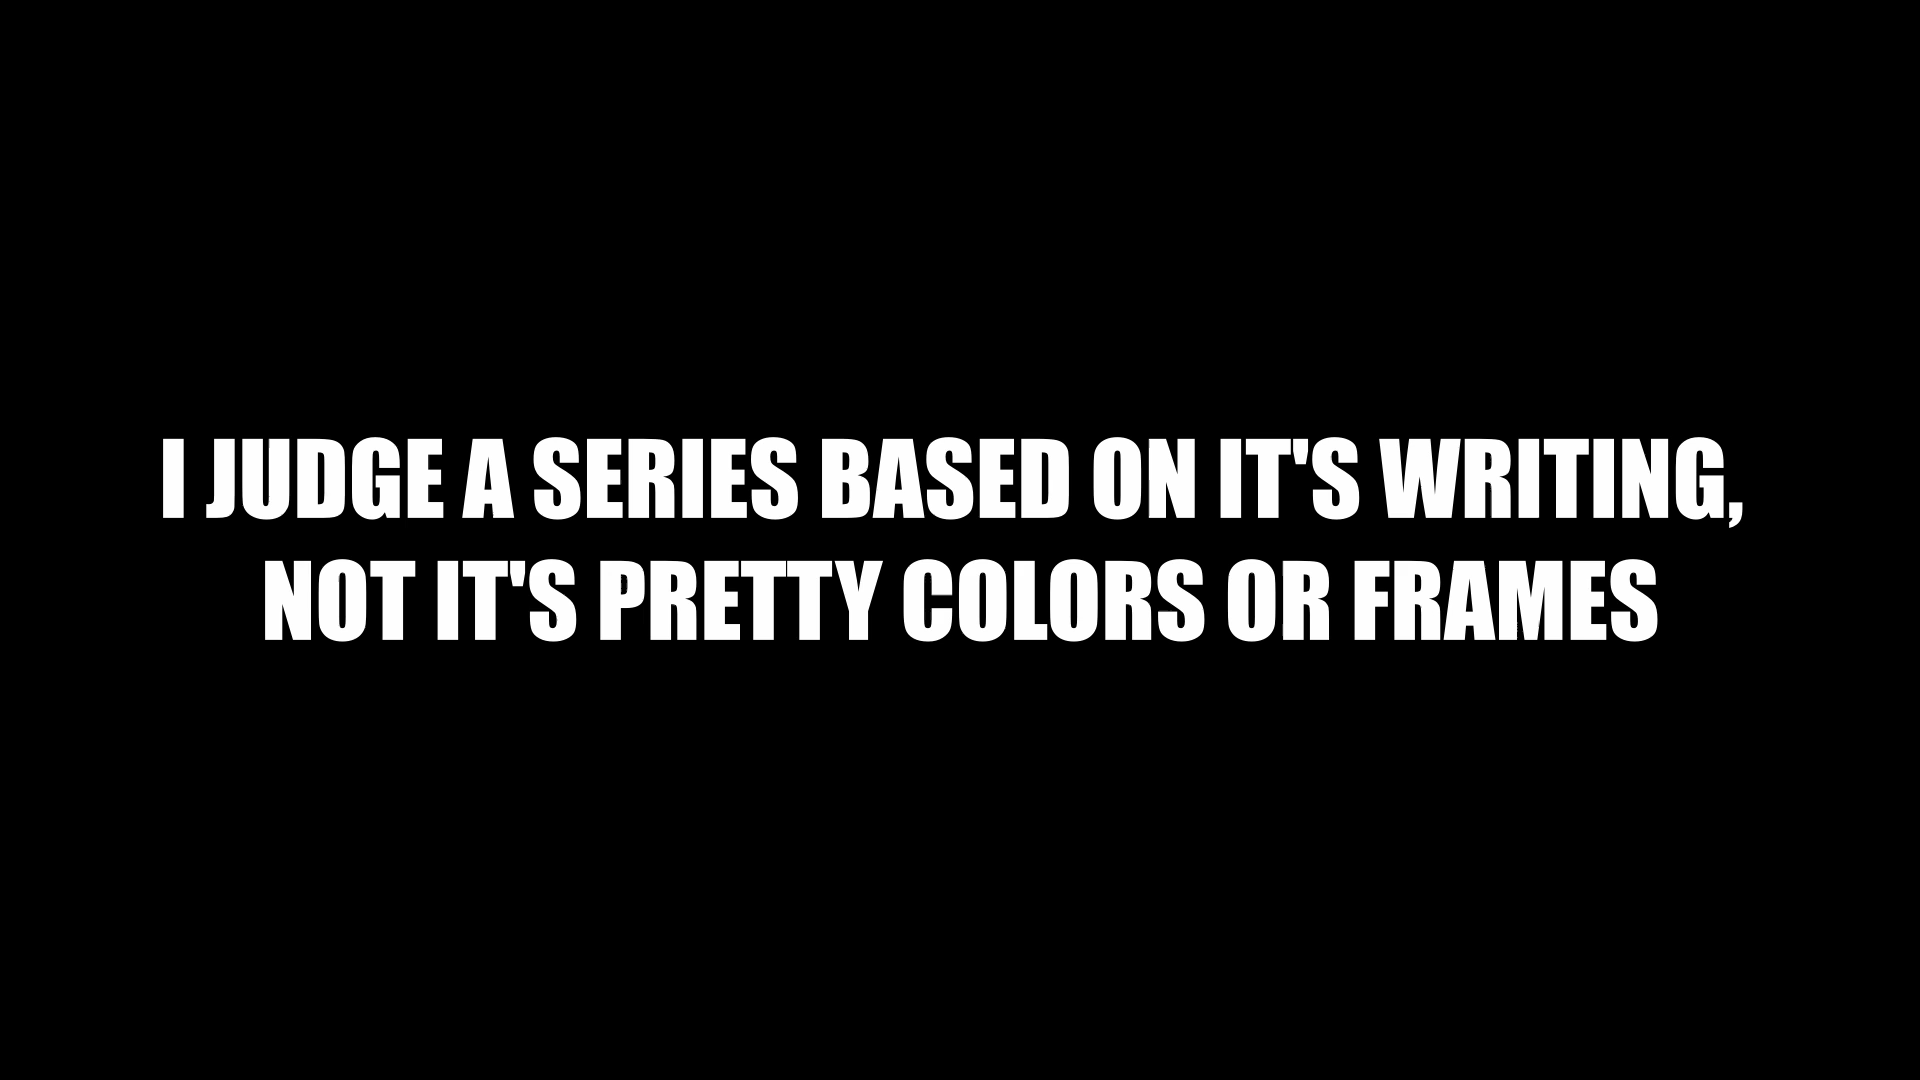 I JUDGE A SERIES BASED ON IT'S WRITING,
NOT IT'S PRETTY COLORS OR FRAMES